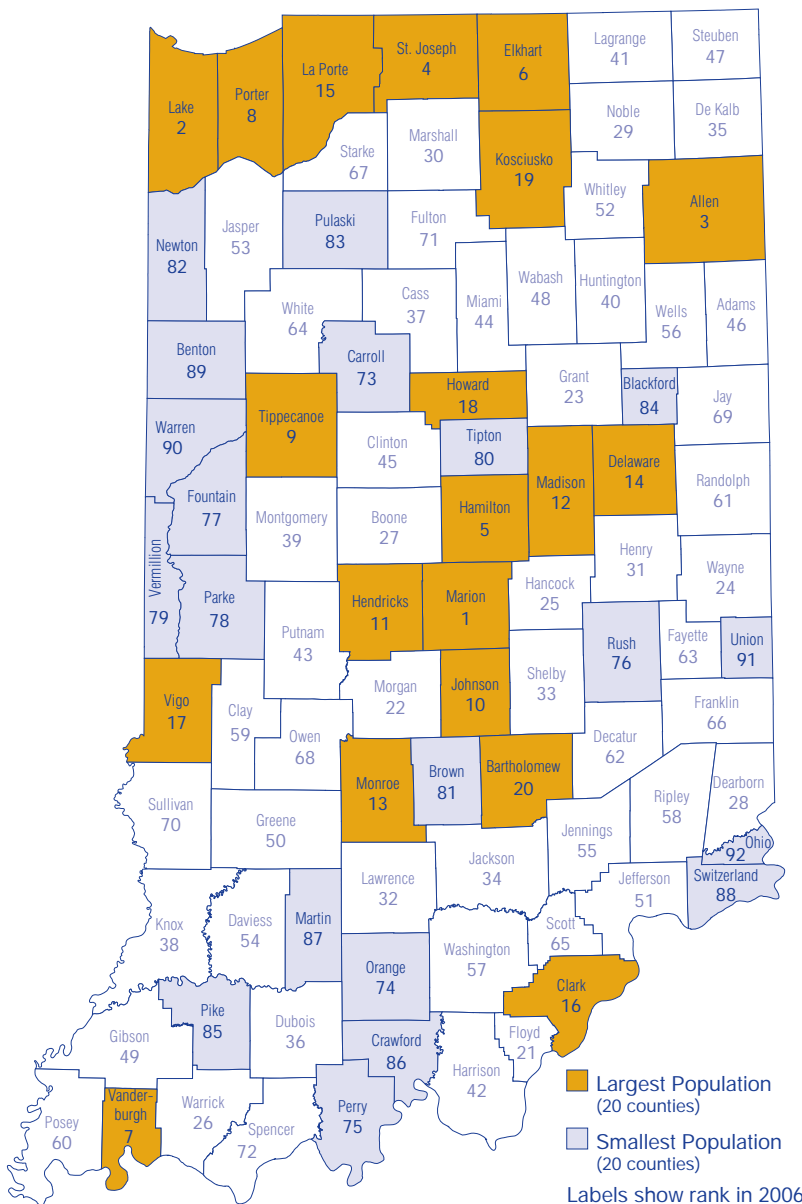 Lake
2
Porter
8
La Porte
15
St. Joseph
4
Elkhart
6
Lagrange
41
Steuben
47
Noble
29
De Kalb
35
Starke
67
Marshall
30
Kosciusko
19
Whitley
52
Allen
3
Newton
82
Jasper
53
Pulaski
83
Fulton
71
White
64
Cass
37
Miami
44
Wabash
48
Huntington
40
Wells
56
Adams
46
Benton
89
Carroll
73
Howard
18
Grant
23
Blackford
84
Jay
69
Warren
90
Tippecanoe
9
Clinton
45
Tipton
80
Madison
12
Delaware
14
Randolph
61
Fountain
77
Montgomery
39
Boone
27
Hamilton
5
Henry
31
Wayne
24
Vermillion
79
Parke
78
Putnam
43
Hendricks
11
Marion
1
Hancock
25
Rush
76
Fayette
63
Union
91
Vigo
17
Clay
59
Owen
68
Morgan
22
Johnson
10
Shelby
33
Decatur
62
Franklin
66
Sullivan
70
Greene
50
Monroe
13
Brown
81
Bartholomew
20
Jennings
55
Ripley
58
Dearborn
28
Ohio
92
Switzerland
88
Knox
38
Daviess
54
Martin
87
Lawrence
32
Jackson
34
Jefferson
51
Scott
65
Washington
57
Orange
74
Clark
16
Gibson
49
Pike
85
Dubois
36
Crawford
86
Floyd
21
Harrison
42
Posey
60
Vander-
burgh
7
Warrick
26
Spencer
72
Perry
75
Largest Population
(20 counties)
Smallest Population
(20 counties)
Labels show rank in 2006